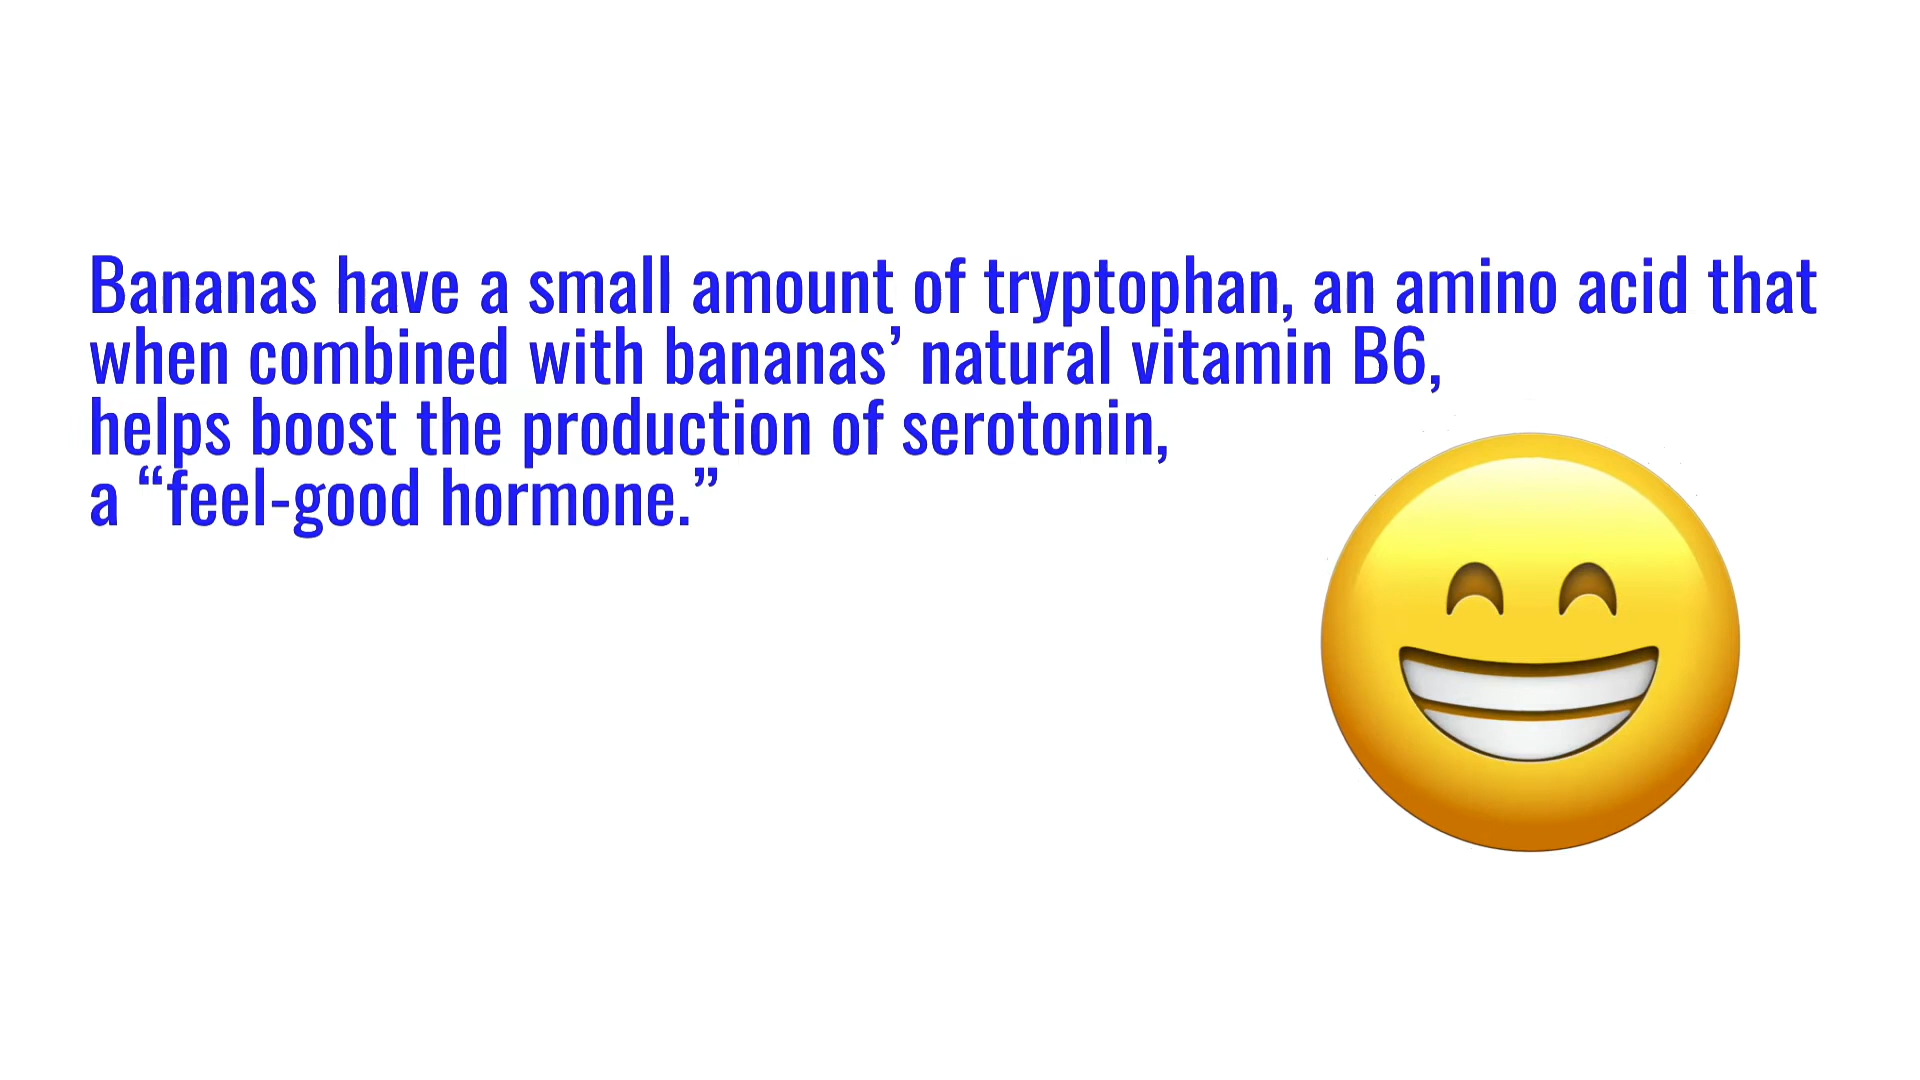 Bananas have a small amount of tryptophan, an amino acid that
when combined with bananas’ natural vitamin B6,
helps boost the production of serotonin,
a “feel-good hormone.”